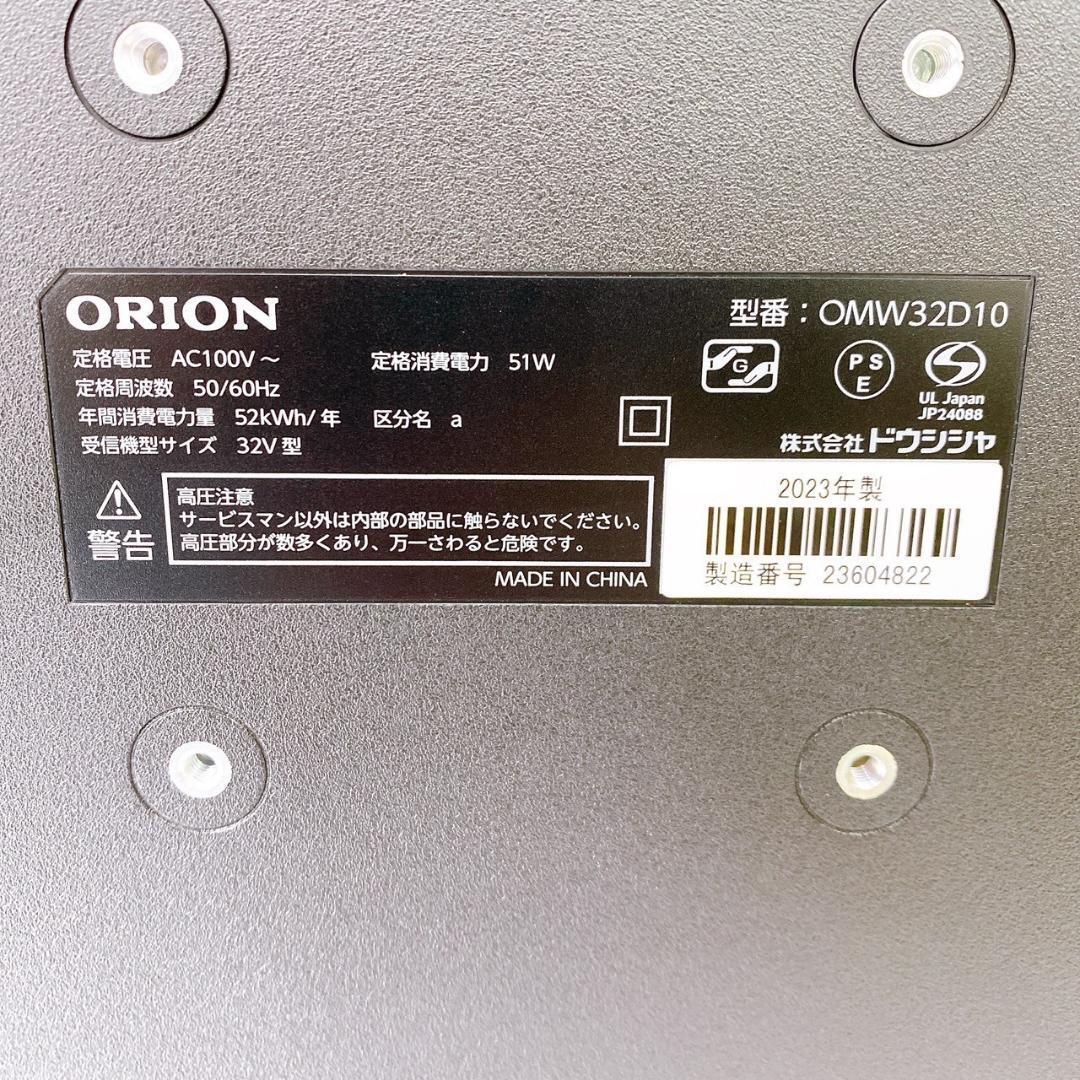 ORION
型番：OMW32D10
定格電圧 AC100V～
定格消費電力 51W
定格周波数 50/60Hz
年間消費電力量 52kWh/年 区分名 a
受信機型サイズ 32V型
G
PS
E
UL Japan
JP24088
株式会社ドウシシャ
警告
高圧注意
サービスマン以外は内部の部品に触らないでください。
高圧部分が数多くあり、万一さわると危険です。
MADE IN CHINA
2023年製
製造番号 23604822